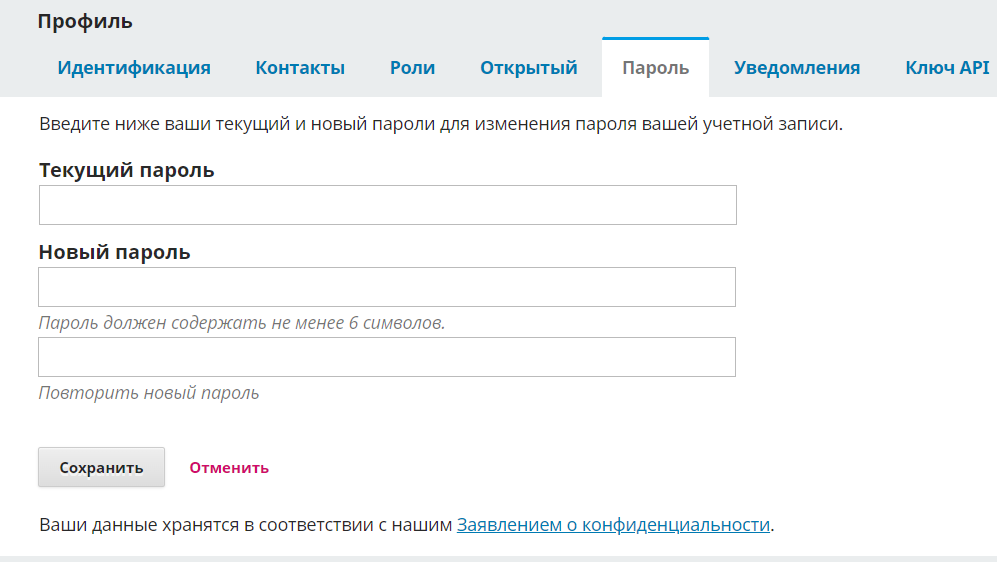 Профиль
Идентификация Контакты Роли Открытый Пароль Уведомления Ключ API
Введите ниже ваши текущий и новый пароли для изменения пароля вашей учетной записи.
Текущий пароль
Новый пароль
Пароль должен содержать не менее 6 символов.
Повторить новый пароль
Сохранить Отменить
Ваши данные хранятся в соответствии с нашим Заявлением о конфиденциальности.